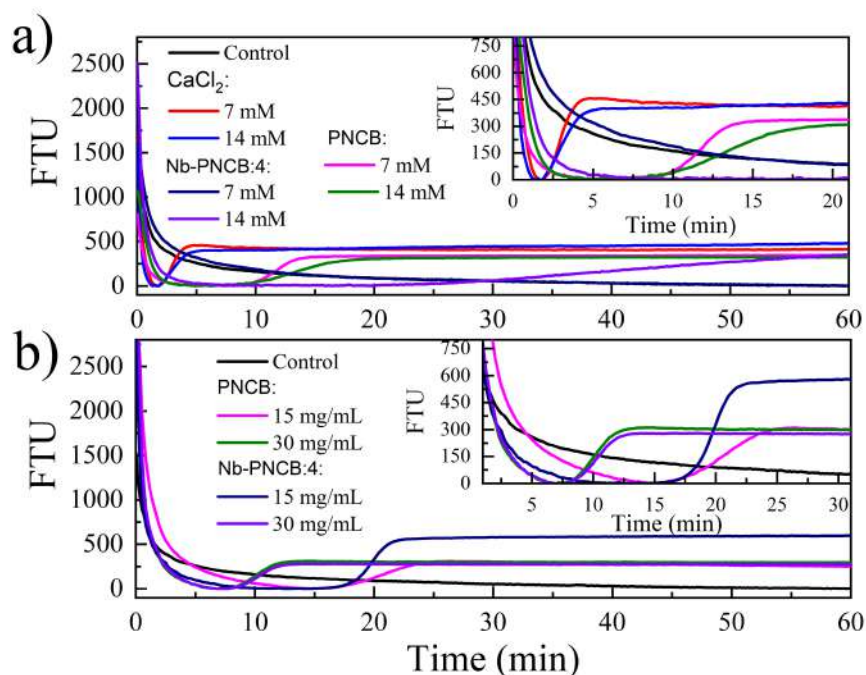 a)
FTU
2500
2000
1500
1000
500
0
Control
CaCl₂:
7 mM
14 mM
PNCB:
Nb-PNCB:4:
7 mM
7 mM
14 mM
14 mM
FTU
750
600
450
300
150
0
0 5 10 15 20
Time (min)
0 10 20 30 40 50 60
b)
FTU
2500
2000
1500
1000
500
0
Control
PNCB:
15 mg/mL
30 mg/mL
Nb-PNCB:4:
15 mg/mL
30 mg/mL
FTU
750
600
450
300
150
0
5 10 15 20 25 30
Time (min)
0 10 20 30 40 50 60
Time (min)